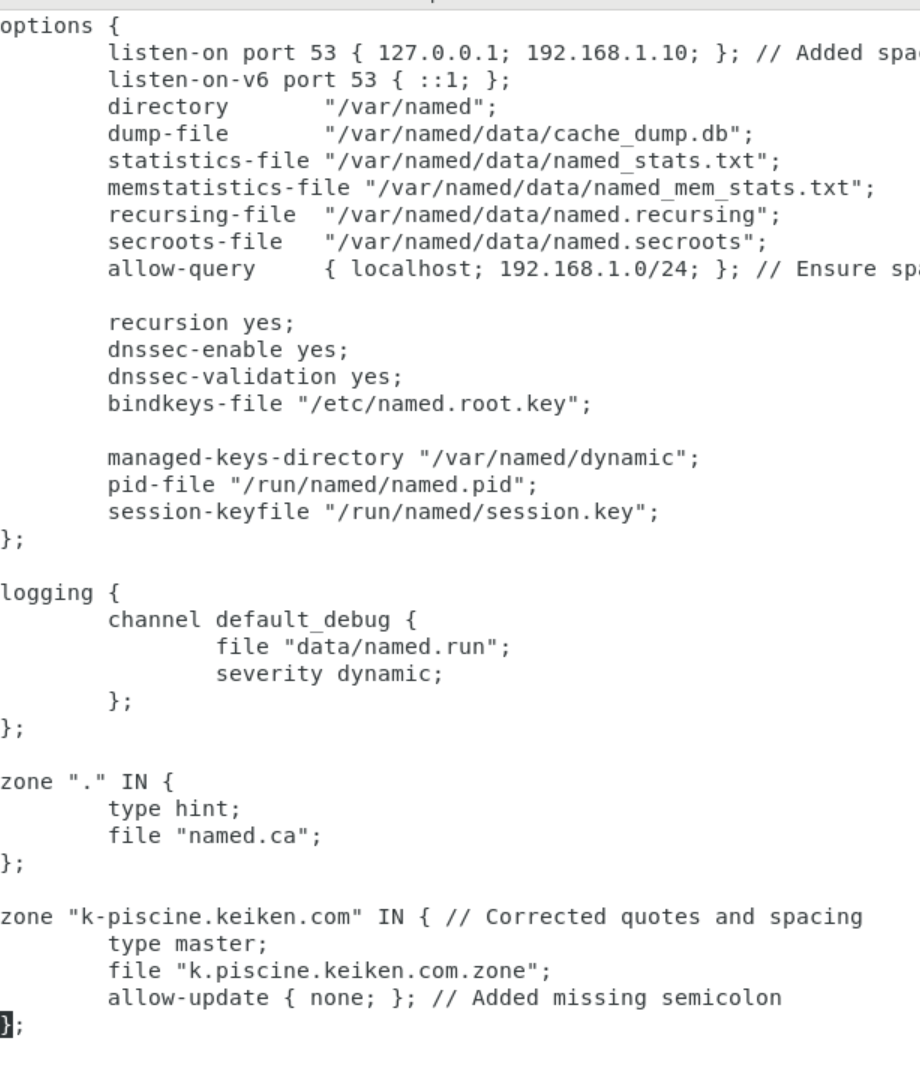 options {
        listen-on port 53 { 127.0.0.1; 192.168.1.10; }; // Added
        listen-on-v6 port 53 { ::1; };
        directory       "/var/named";
        dump-file       "/var/named/data/cache_dump.db";
        statistics-file "/var/named/data/named_stats.txt";
        memstatistics-file "/var/named/data/named_mem_stats.txt";
        recursing-file  "/var/named/data/named.recursing";
        secroots-file   "/var/named/data/named.secroots";
        allow-query     { localhost; 192.168.1.0/24; }; // Ensure
        recursion yes;
        dnssec-enable yes;
        dnssec-validation yes;
        bindkeys-file "/etc/named.root.key";
        managed-keys-directory "/var/named/dynamic";
        pid-file "/run/named/named.pid";
        session-keyfile "/run/named/session.key";
};
logging {
        channel default_debug {
                file "data/named.run";
                severity dynamic;
        };
};
zone "." IN {
        type hint;
        file "named.ca";
};
zone "k-piscine.keiken.com" IN { // Corrected quotes and spacing
        type master;
        file "k.piscine.keiken.com.zone";
        allow-update { none; }; // Added missing semicolon
};